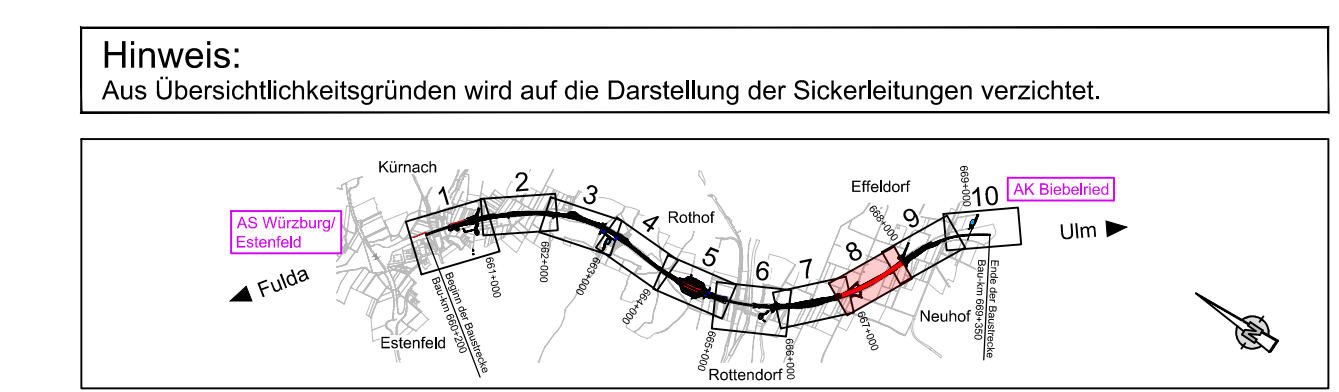 Hinweis:
Aus Übersichtlichkeitsgründen wird auf die Darstellung der Sickerleitungen verzichtet.
Kürnach
AS Würzburg/
Estenfeld
Fulda
Estenfeld
Beginn der Baustrecke
Bau-km 660+200
1
2
3
4
5
6
7
8
9
10
661+000
662+000
663+000
664+000
665+000
666+000
667+000
668+000
669+000
Rothof
Rottendorf
Effeldorf
Neuhof
AK Biebelried
Ulm
Ende der Baustrecke
Bau-km 669+350
N